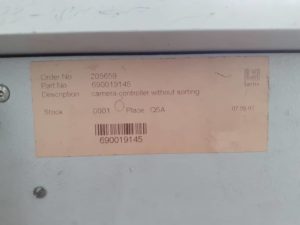 Order No 205659
Part No 690019145
Description camera-controller without sorting
Stock 0001 Place Q5A
690019145